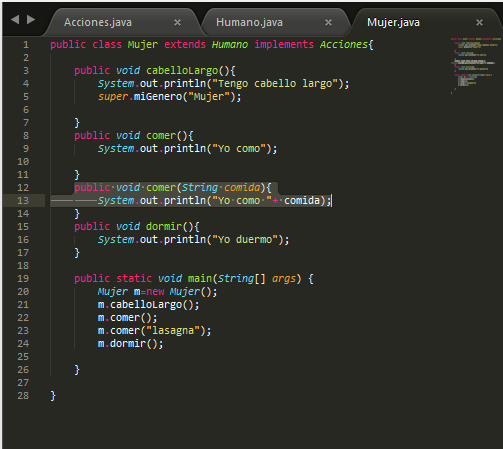 Acciones.java × Humano.java × Mujer.java ×
1 public class Mujer extends Humano implements Acciones{
2
3 public void cabelloLargo(){
4 System.out.println("Tengo cabello largo");
5 super.miGenero("Mujer");
6
7 }
8 public void comer(){
9 System.out.println("Yo como");
10
11 }
12 public void comer(String comida){
13 System.out.println("Yo como "+ comida);
14 }
15 public void dormir(){
16 System.out.println("Yo duermo");
17 }
18
19 public static void main(String[] args) {
20 Mujer m=new Mujer();
21 m.cabelloLargo();
22 m.comer();
23 m.comer("lasagna");
24 m.dormir();
25
26 }
27
28 }